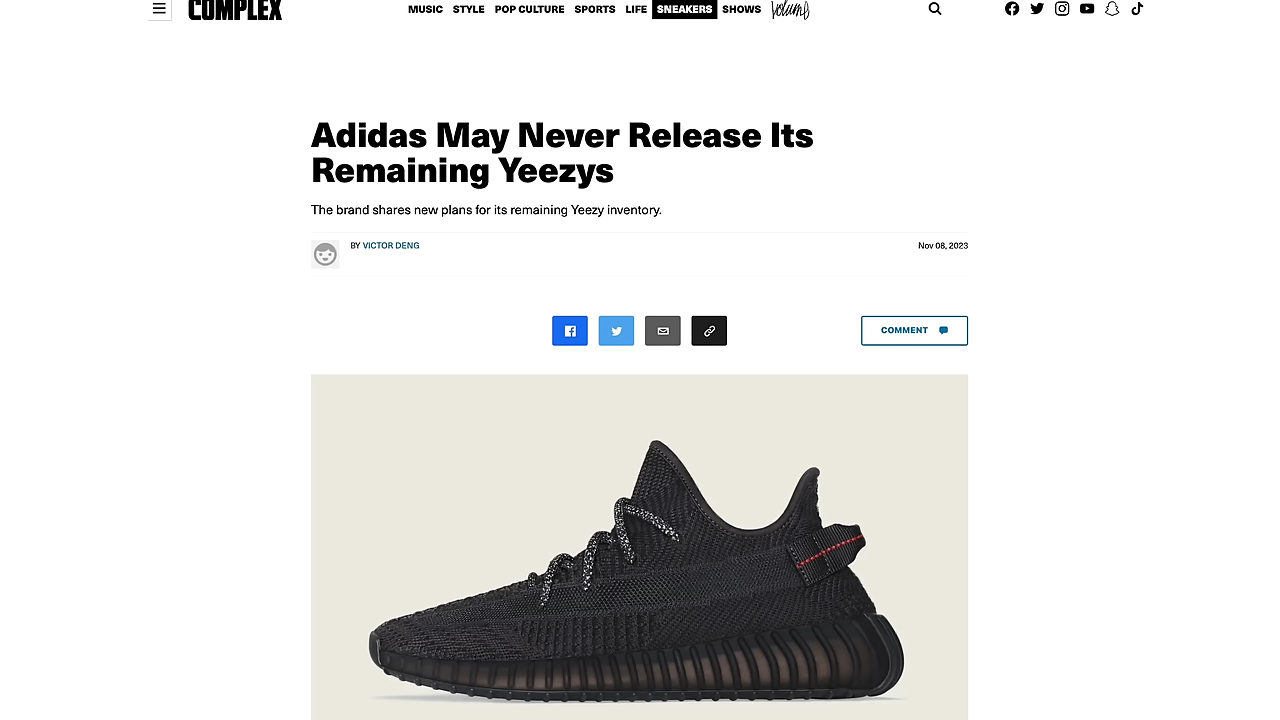 COMPLEX
MUSIC STYLE POP CULTURE SPORTS LIFE SNEAKERS SHOWS Volume
Adidas May Never Release Its
Remaining Yeezys
The brand shares new plans for its remaining Yeezy inventory.
BY VICTOR DENG
Nov 08, 2023
COMMENT